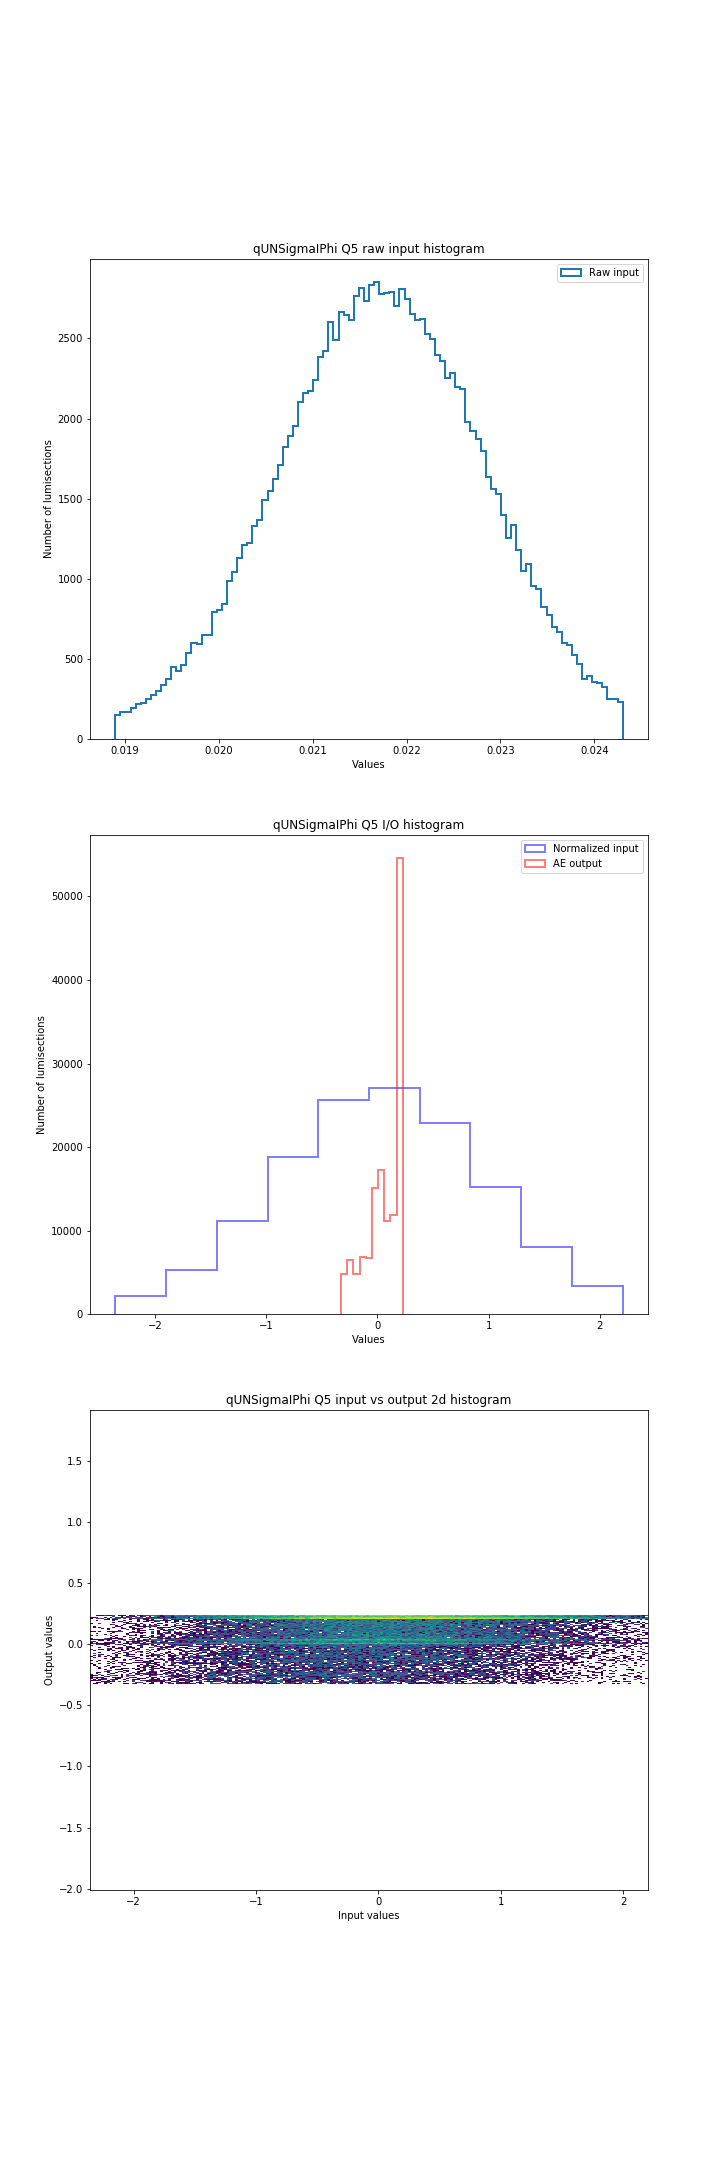 qUNSigmaIPhi Q5 raw input histogram
Raw input
2500
2000
1500
1000
500
0
Number of lumisections
0.019 0.020 0.021 0.022 0.023 0.024
Values
qUNSigmaIPhi Q5 I/O histogram
Normalized input
AE output
50000
40000
30000
20000
10000
0
Number of lumisections
−2 −1 0 1 2
Values
qUNSigmaIPhi Q5 input vs output 2d histogram
1.5
1.0
0.5
0.0
−0.5
−1.0
−1.5
−2.0
Output values
−2 −1 0 1 2
Input values